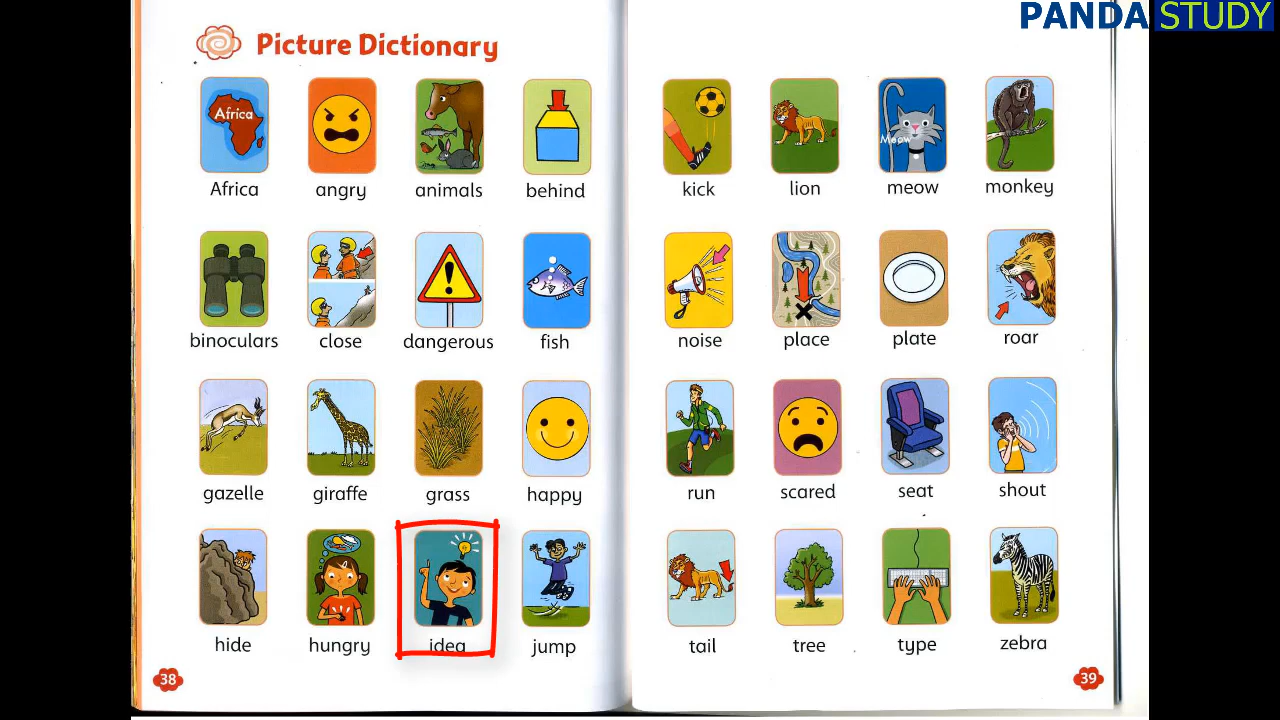 PANDA STUDY
Picture Dictionary
Africa
Africa angry animals behind
binoculars close dangerous fish
gazelle giraffe grass happy
hide hungry idea jump
38
Meow
kick lion meow monkey
noise place plate roar
run scared seat shout
tail tree type zebra
39